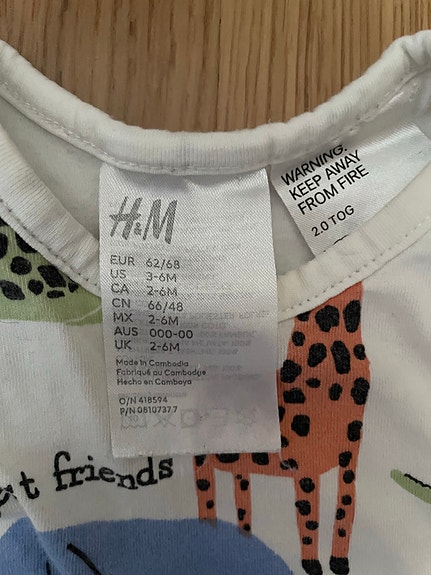 H&M
EUR 62/68
US 3-6M
CA 2-6M
CN 66/48
MX 2-6M
AUS 000-00
UK 2-6M
Made in Cambodia
Fabriqué au Cambodge
Hecho en Camboya
O/N 418594
P/N 0810737 7
WARNING.
KEEP AWAY
FROM FIRE
2.0 TOG
t friends